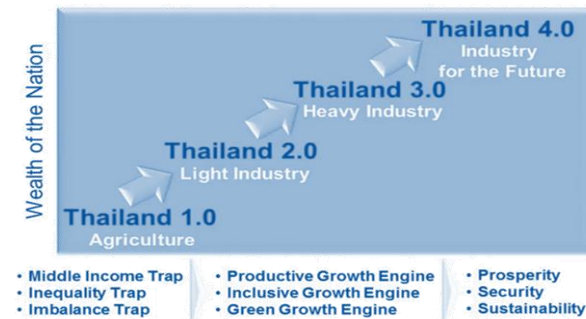 Wealth of the Nation
Thailand 4.0
Industry
for the Future
Thailand 3.0
Heavy Industry
Thailand 2.0
Light Industry
Thailand 1.0
Agriculture
• Middle Income Trap
• Inequality Trap
• Imbalance Trap
• Productive Growth Engine
• Inclusive Growth Engine
• Green Growth Engine
• Prosperity
• Security
• Sustainability